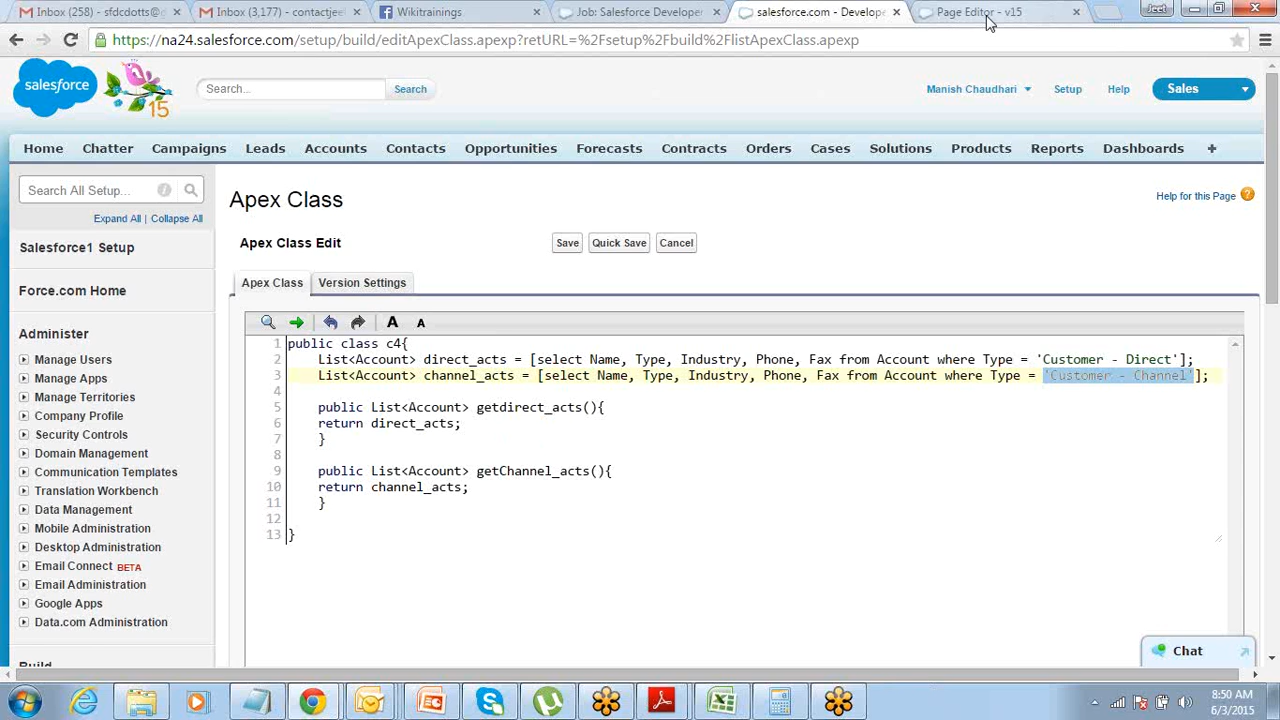 Inbox (258) - sfdcdotts@g
Inbox (3,177) - contactjee
Wikitrainings
Job: Salesforce Developer
salesforce.com - Develope
Page Editor - v15
Jeet
https://na24.salesforce.com/setup/build/editApexClass.apexp?retURL=%2Fsetup%2Fbuild%2FlistApexClass.apexp
salesforce
15
Search...
Search
Manish Chaudhari
Setup
Help
Sales
Home Chatter Campaigns Leads Accounts Contacts Opportunities Forecasts Contracts Orders Cases Solutions Products Reports Dashboards +
Search All Setup...
Expand All | Collapse All
Salesforce1 Setup
Force.com Home
Administer
Manage Users
Manage Apps
Manage Territories
Company Profile
Security Controls
Domain Management
Communication Templates
Translation Workbench
Data Management
Mobile Administration
Desktop Administration
Email Connect BETA
Email Administration
Google Apps
Data.com Administration
Build
Apex Class
Help for this Page
Apex Class Edit
Save
Quick Save
Cancel
Apex Class
Version Settings
A A
1 public class c4{
2 List<Account> direct_acts = [select Name, Type, Industry, Phone, Fax from Account where Type = 'Customer - Direct'];
3 List<Account> channel_acts = [select Name, Type, Industry, Phone, Fax from Account where Type = 'Customer - Channel'];
4
5 public List<Account> getdirect_acts(){
6 return direct_acts;
7 }
8
9 public List<Account> getChannel_acts(){
10 return channel_acts;
11 }
12
13 }
Chat
8:50 AM
6/3/2015